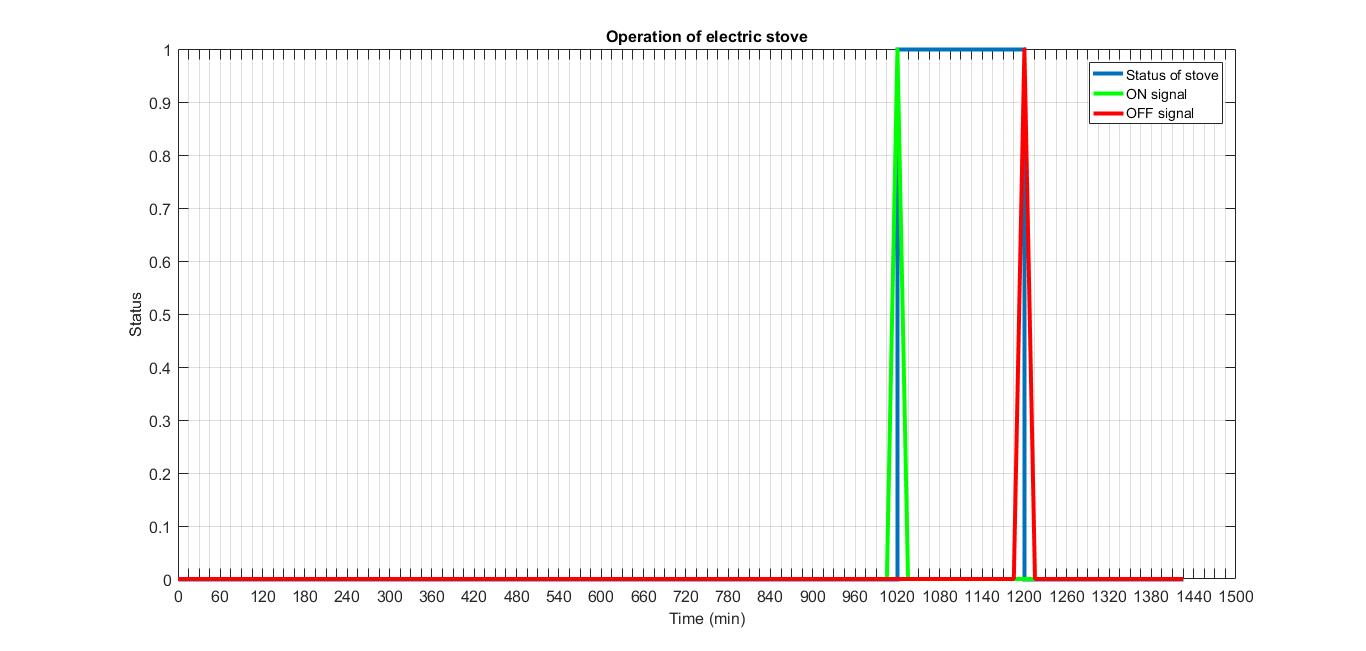 Operation of electric stove
Status of stove
ON signal
OFF signal
1
0.9
0.8
0.7
0.6
0.5
0.4
0.3
0.2
0.1
0
Status
0 60 120 180 240 300 360 420 480 540 600 660 720 780 840 900 960 1020 1080 1140 1200 1260 1320 1380 1440 1500
Time (min)